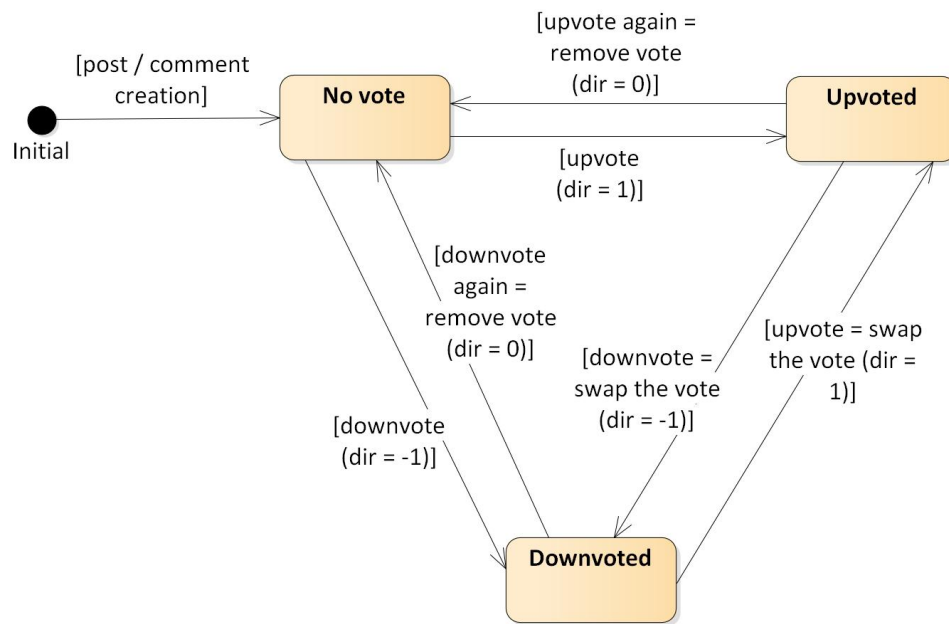 [post / comment
creation]
Initial
No vote
[upvote again =
remove vote
(dir = 0)]
Upvoted
[upvote
(dir = 1)]
[downvote
again =
remove vote
(dir = 0)]
[downvote
(dir = -1)]
[downvote =
swap the vote
(dir = -1)]
[upvote = swap
the vote (dir =
1)]
Downvoted